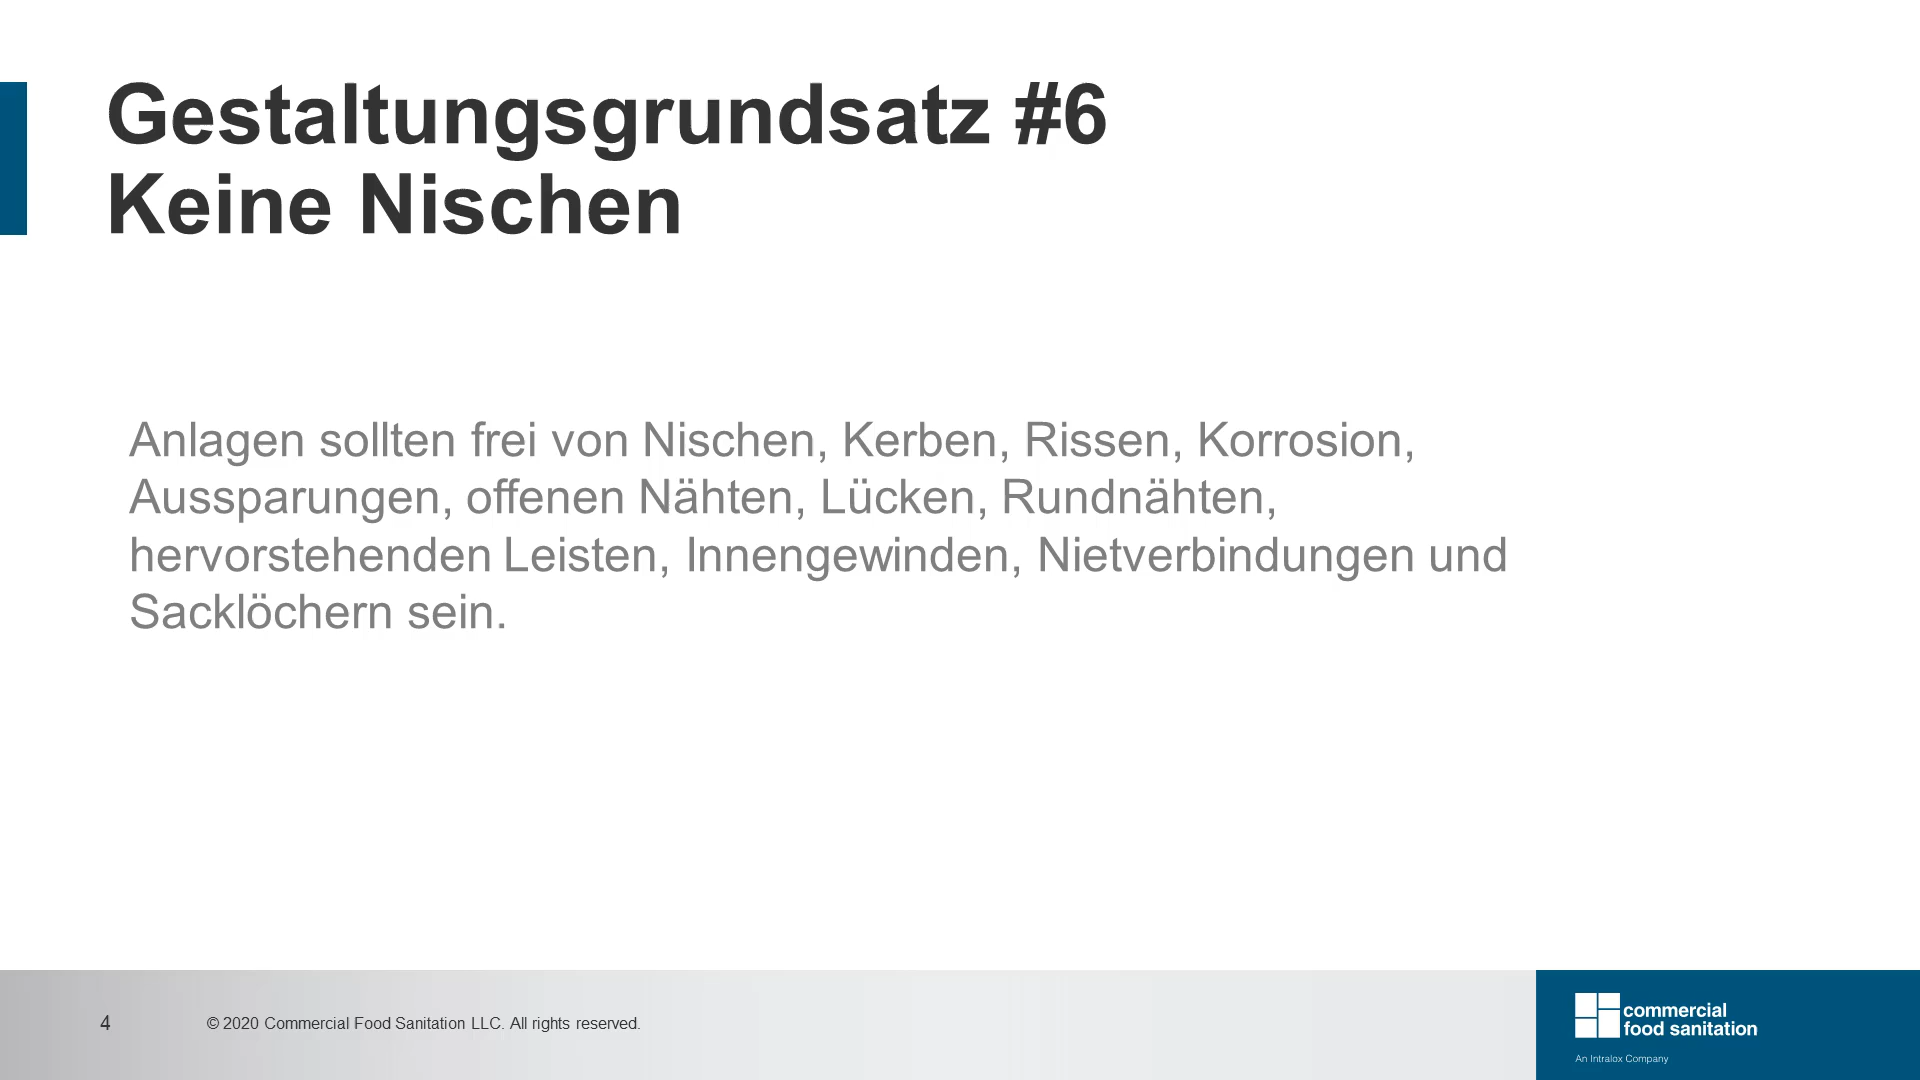 Gestaltungsgrundsatz #6
Keine Nischen
Anlagen sollten frei von Nischen, Kerben, Rissen, Korrosion,
Aussparungen, offenen Nähten, Lücken, Rundnähten,
hervorstehenden Leisten, Innengewinden, Nietverbindungen und
Sacklöchern sein.
4
© 2020 Commercial Food Sanitation LLC. All rights reserved.
commercial
food sanitation
An Intralox Company